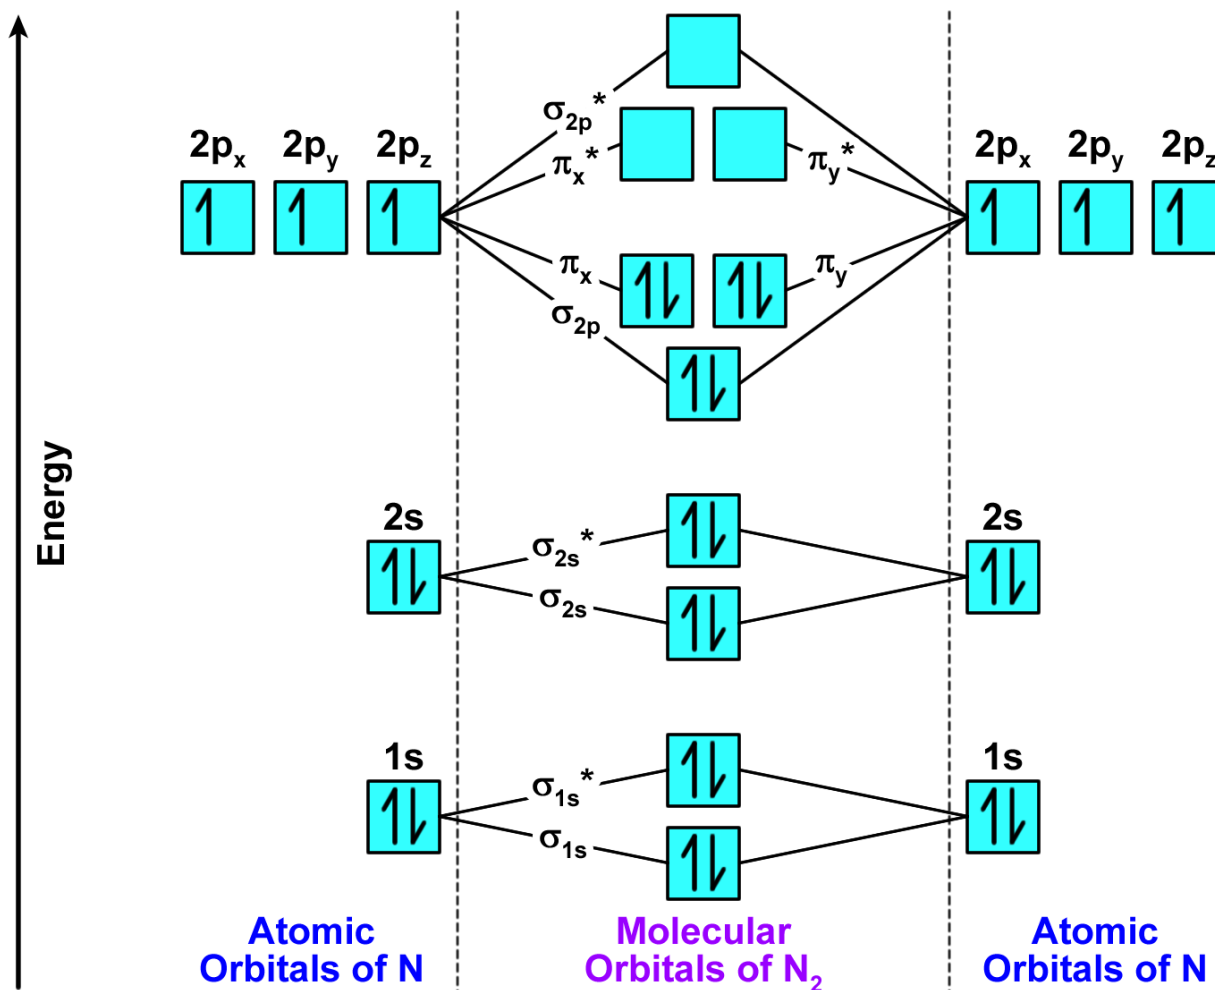 σ2p*
2px 2py 2pz
πx*
πy*
2px 2py 2pz
πx
πy
σ2p
Energy
2s
σ2s*
2s
σ2s
1s
σ1s*
1s
σ1s
Atomic
Orbitals of N
Molecular
Orbitals of N2
Atomic
Orbitals of N